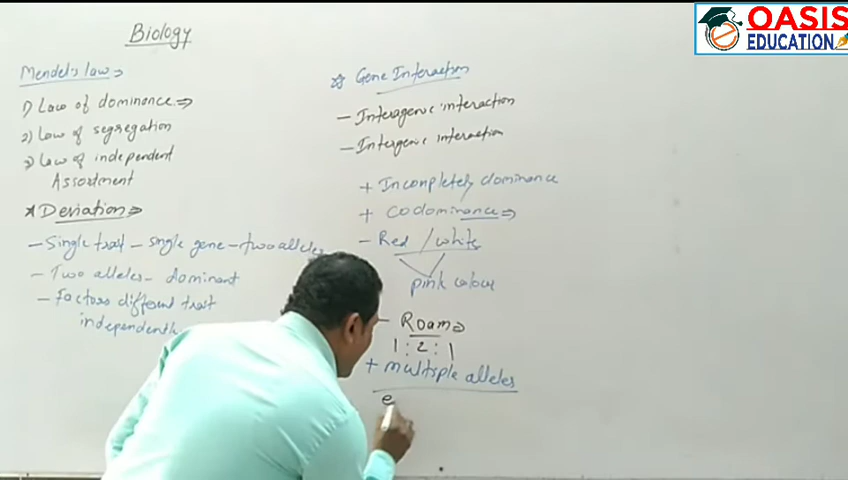 Biology
OASIS
EDUCATION
Mendel's law
1) Law of dominance ⇒
2) Law of segregation
3) Law of independent
Assortment
* Deviation ⇒
- Single trait - single gene - two alleles
- Two alleles - dominant
- Factors different trait
independently
* Gene Interaction
- Interagenic interaction
- Intergenic interaction
+ Incompletely dominance
+ codominance ⇒
- Red / white
pink colour
- Roam
1 : 2 : 1
+ multiple alleles
e